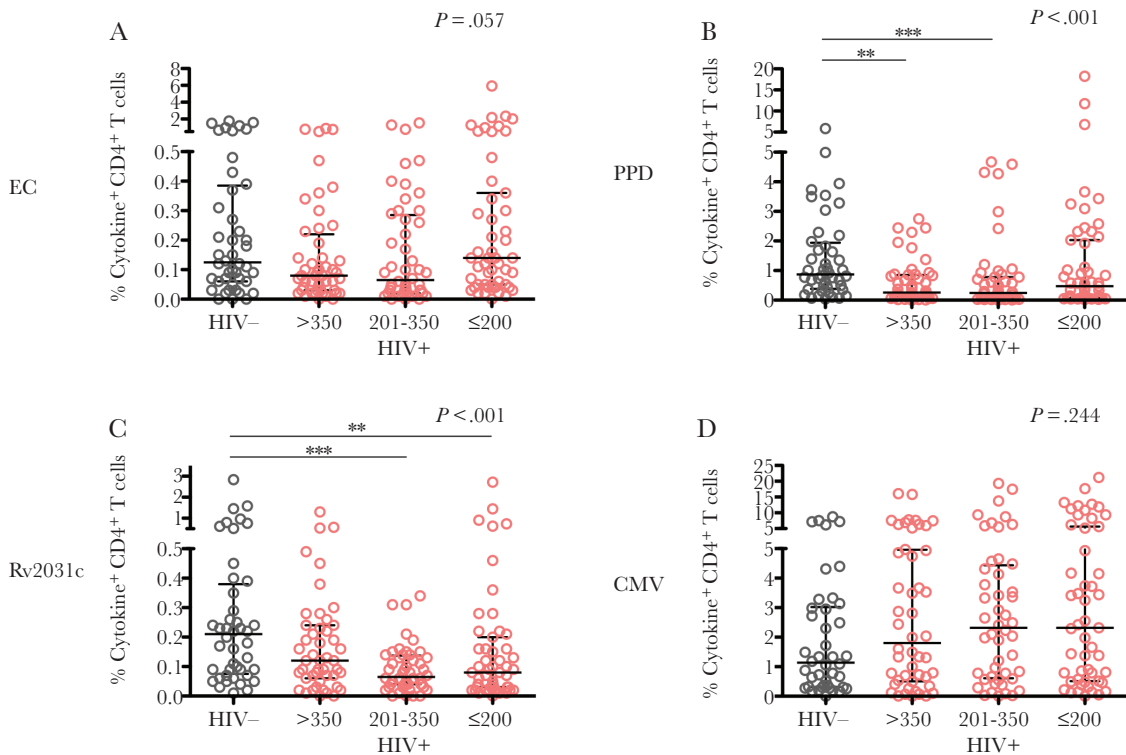 A
P = .057
EC
% Cytokine⁺ CD4⁺ T cells
8
6
4
2
0.5
0.4
0.3
0.2
0.1
0.0
HIV–
>350
201-350
≤200
HIV+
B
P < .001
***
**
PPD
% Cytokine⁺ CD4⁺ T cells
20
15
10
5
5
4
3
2
1
0
HIV–
>350
201-350
≤200
HIV+
C
P < .001
**
***
Rv2031c
% Cytokine⁺ CD4⁺ T cells
3
2
1
0.5
0.4
0.3
0.2
0.1
0.0
HIV–
>350
201-350
≤200
HIV+
D
P = .244
CMV
% Cytokine⁺ CD4⁺ T cells
25
20
15
10
5
5
4
3
2
1
0
HIV–
>350
201-350
≤200
HIV+